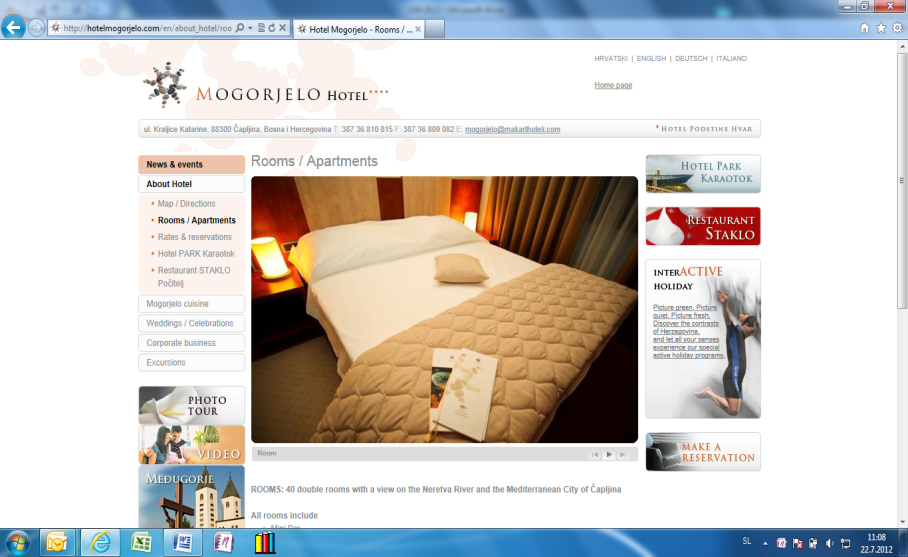 http://hotelmogorjelo.com/en/about_hotel/roo
Hotel Mogorjelo - Rooms / ...
HRVATSKI | ENGLISH | DEUTSCH | ITALIANO
MOGORJELO HOTEL****
Home page
ul. Kraljice Katarine, 88300 Čapljina, Bosna i Hercegovina T: 387 36 810 815 F: 387 36 809 082 E: mogorjelo@makarthoteli.com
* HOTEL PODSTINE HVAR
News & events
About Hotel
Map / Directions
Rooms / Apartments
Rates & reservations
Hotel PARK Karaotok
Restaurant STAKLO
Počitelj
Mogorjelo cuisine
Weddings / Celebrations
Corporate business
Excursions
PHOTO
TOUR
VIDEO
MEĐUGORJE
Rooms / Apartments
Room
ROOMS: 40 double rooms with a view on the Neretva River and the Mediterranean City of Čapljina
All rooms include
Mini Bar
HOTEL PARK
KARAOTOK
RESTAURANT
STAKLO
INTERACTIVE
HOLIDAY
Picture green. Picture
quiet. Picture fresh.
Discover the contrasts
of Herzegovina,
and let all your senses
experience our special
active holiday programs.
MAKE A
RESERVATION
SL
11:08
22.7.2012